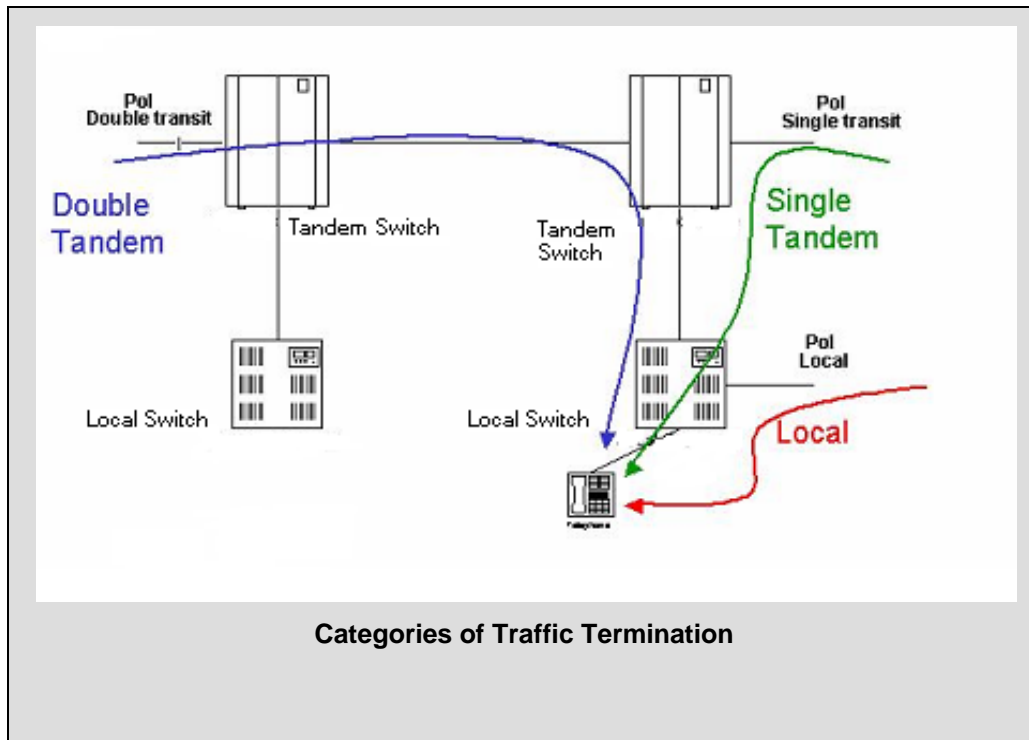 PoI
Double transit
PoI
Single transit
Double
Tandem
Tandem Switch
Tandem
Switch
Single
Tandem
PoI
Local
Local Switch
Local Switch
Local
Telephone
Categories of Traffic Termination